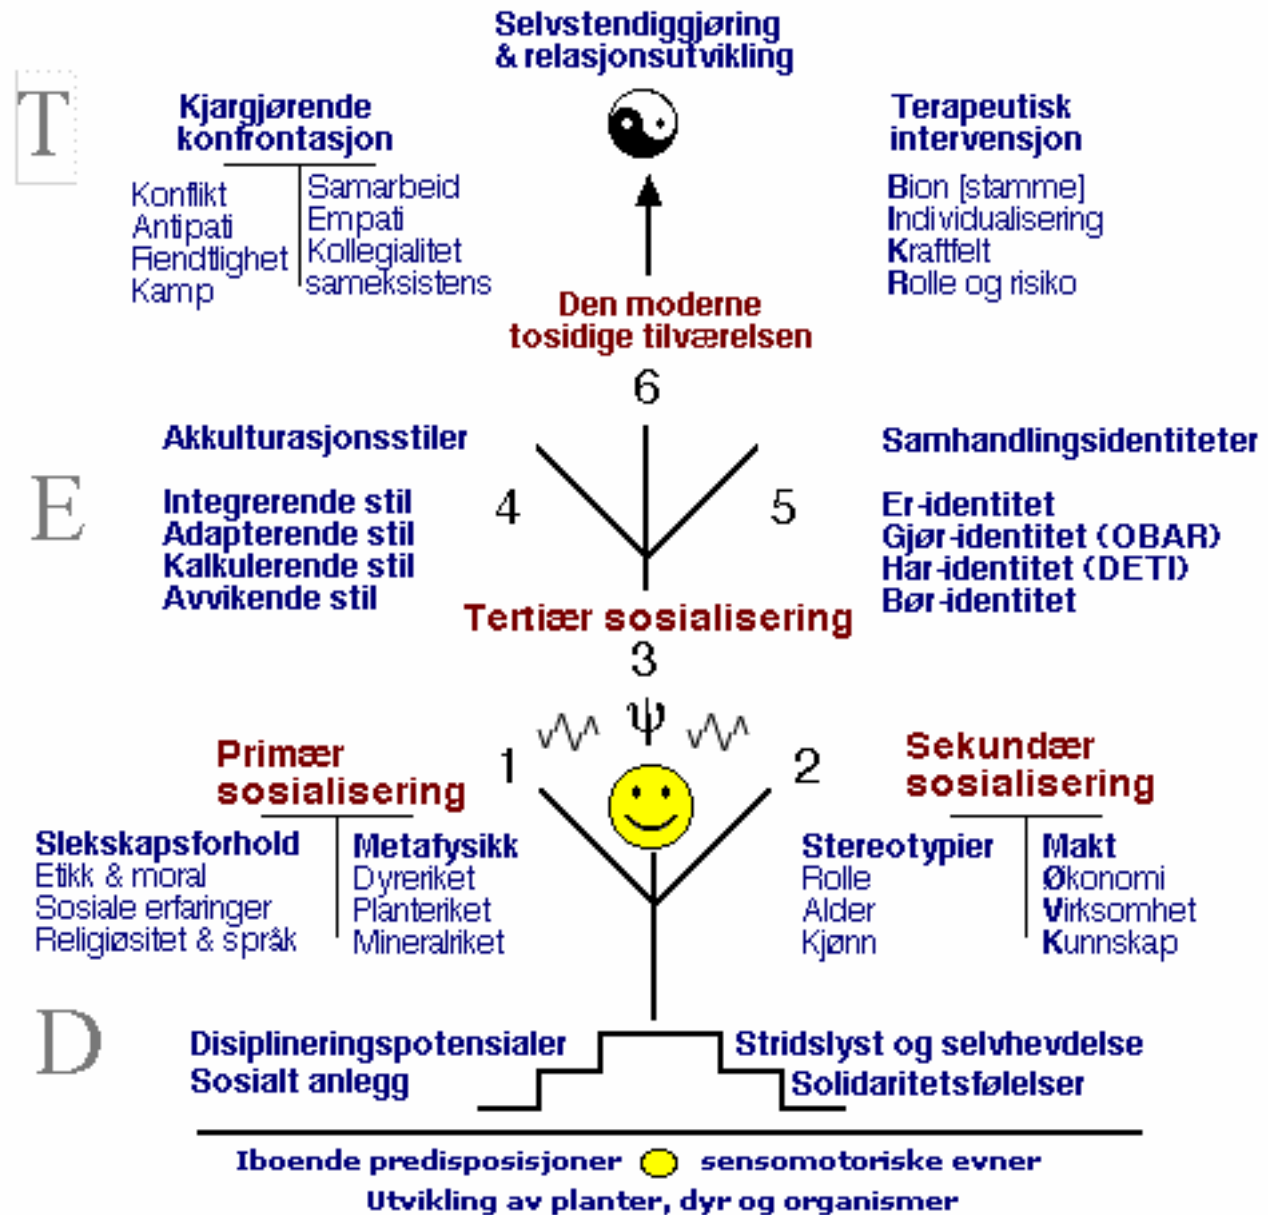 Selvstendiggjøring
& relasjonsutvikling
T
Kjargjørende
konfrontasjon
Konflikt
Antipati
Fiendtlighet
Kamp
Samarbeid
Empati
Kollegialitet
sameksistens
Terapeutisk
intervensjon
Bion [stamme]
Individualisering
Kraftfelt
Rolle og risiko
Den moderne
tosidige tilværelsen
6
E
Akkulturasjonsstiler
Integrerende stil
Adapterende stil
Kalkulerende stil
Avvikende stil
4
5
Samhandlingsidentiteter
Er-identitet
Gjør-identitet (OBAR)
Har-identitet (DETI)
Bør-identitet
Tertiær sosialisering
3
ψ
Primær
sosialisering
1
2
Sekundær
sosialisering
Slekskapsforhold
Etikk & moral
Sosiale erfaringer
Religiøsitet & språk
Metafysikk
Dyreriket
Planteriket
Mineralriket
Stereotypier
Rolle
Alder
Kjønn
Makt
Økonomi
Virksomhet
Kunnskap
D
Disiplineringspotensialer
Sosialt anlegg
Stridslyst og selvhevdelse
Solidaritetsfølelser
Iboende predisposisjoner sensomotoriske evner
Utvikling av planter, dyr og organismer